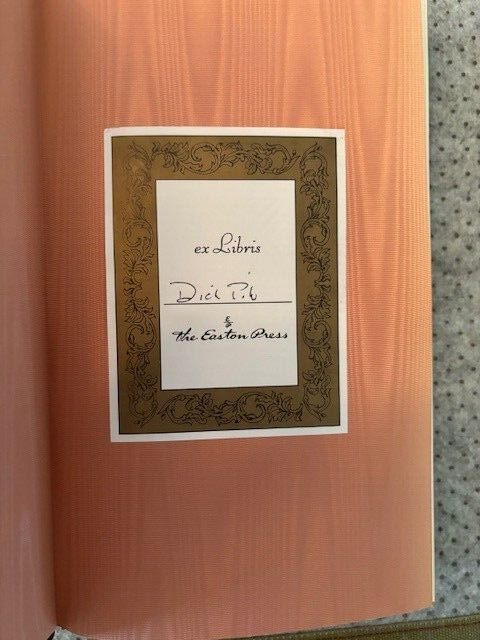 ex Libris
Dick
The Easton Press